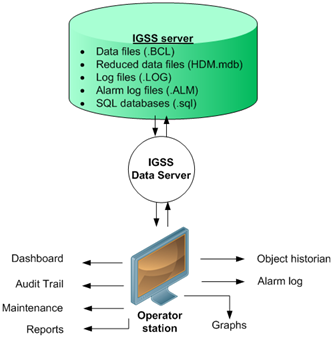 IGSS server
• Data files (.BCL)
• Reduced data files (HDM.mdb)
• Log files (.LOG)
• Alarm log files (.ALM)
• SQL databases (.sql)
IGSS
Data Server
Dashboard
Audit Trail
Maintenance
Reports
Operator
station
Object historian
Alarm log
Graphs